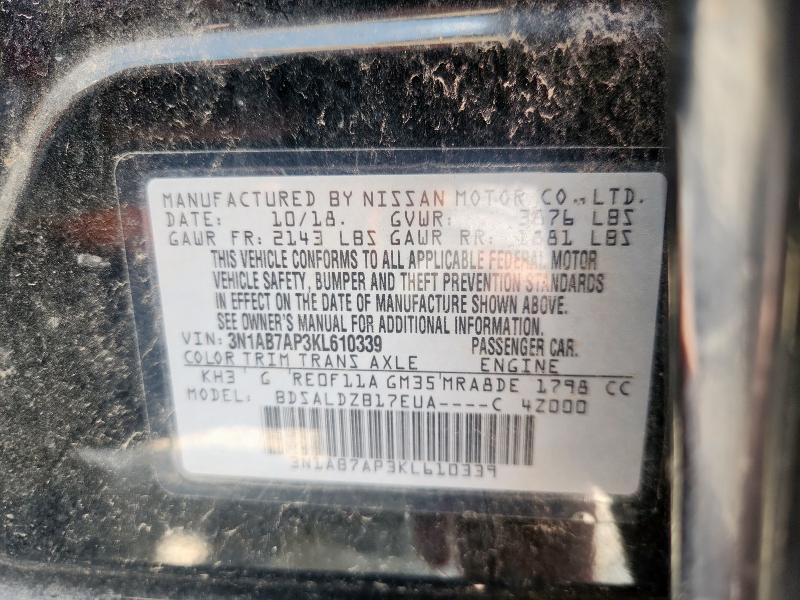 MANUFACTURED BY NISSAN MOTOR CO., LTD.
DATE: 10/18. GVWR: 3876 LBS
GAWR FR: 2143 LBS GAWR RR: 1881 LBS
THIS VEHICLE CONFORMS TO ALL APPLICABLE FEDERAL MOTOR
VEHICLE SAFETY, BUMPER AND THEFT PREVENTION STANDARDS
IN EFFECT ON THE DATE OF MANUFACTURE SHOWN ABOVE.
SEE OWNER'S MANUAL FOR ADDITIONAL INFORMATION.
VIN: 3N1AB7AP3KL610339 PASSENGER CAR.
COLOR TRIM TRANS AXLE ENGINE
KH3 G RE0F11A GM35 MRA8DE 1798 CC
MODEL: BDSALDZB17EUA----C 4Z000
3N1AB7AP3KL610339